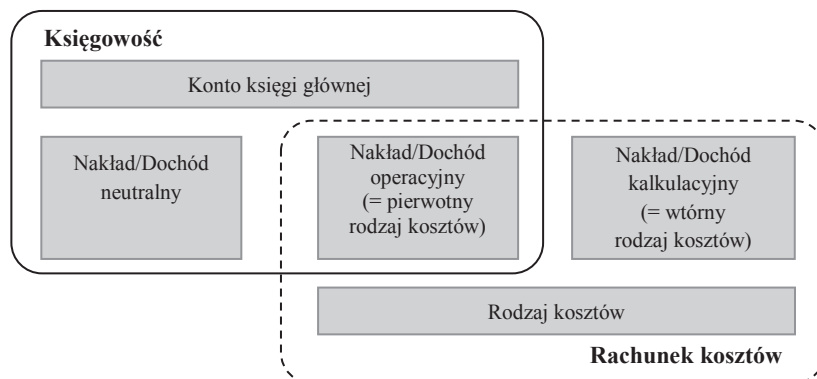 Księgowość
Konto księgi głównej
Nakład/Dochód
neutralny
Nakład/Dochód
operacyjny
(= pierwotny
rodzaj kosztów)
Nakład/Dochód
kalkulacyjny
(= wtórny
rodzaj kosztów)
Rodzaj kosztów
Rachunek kosztów